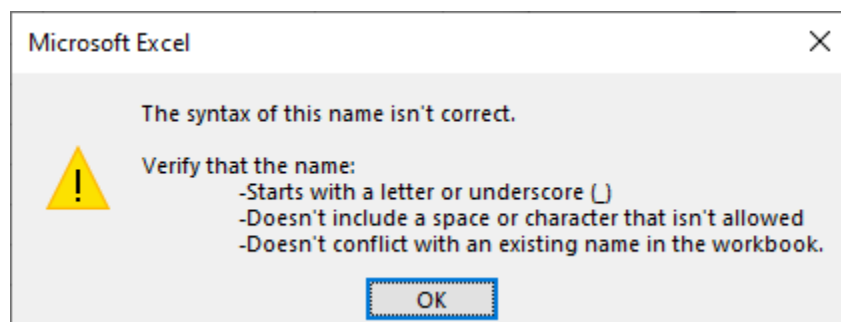 Microsoft Excel
The syntax of this name isn't correct.
Verify that the name:
-Starts with a letter or underscore (_)
-Doesn't include a space or character that isn't allowed
-Doesn't conflict with an existing name in the workbook.
OK